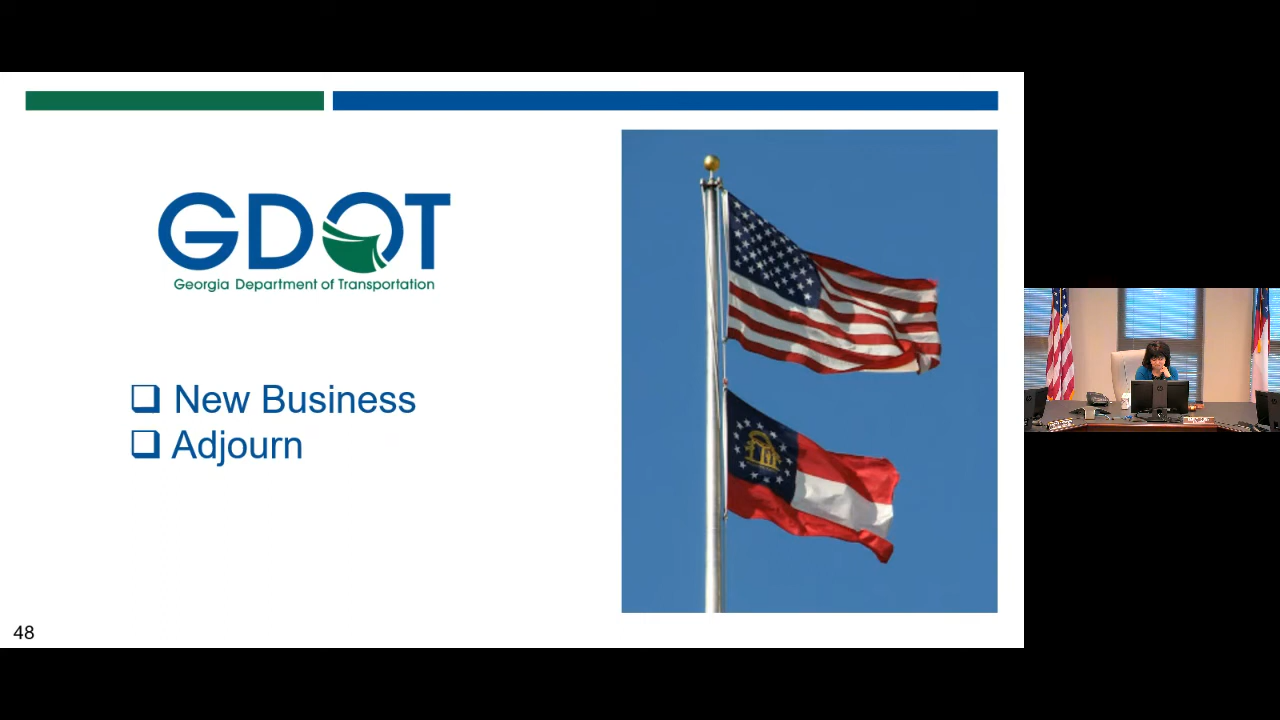 GDOT
Georgia Department of Transportation
❑ New Business
❑ Adjourn
48